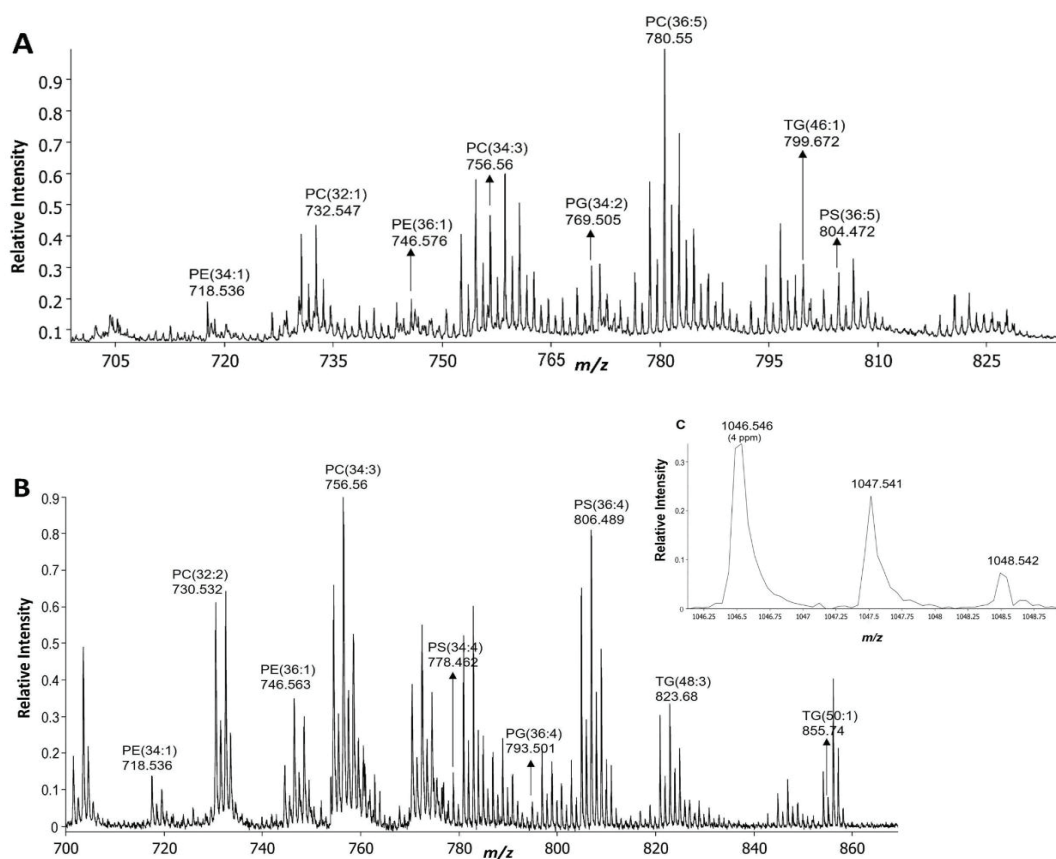 A
Relative Intensity
0.9
0.8
0.7
0.6
0.5
0.4
0.3
0.2
0.1
PE(34:1)
718.536
PC(32:1)
732.547
PE(36:1)
746.576
PC(34:3)
756.56
PG(34:2)
769.505
PC(36:5)
780.55
TG(46:1)
799.672
PS(36:5)
804.472
705 720 735 750 765 780 795 810 825
m/z
B
Relative Intensity
0.9
0.8
0.7
0.6
0.5
0.4
0.3
0.2
0.1
0
PE(34:1)
718.536
PC(32:2)
730.532
PE(36:1)
746.563
PC(34:3)
756.56
PS(34:4)
778.462
PG(36:4)
793.501
PS(36:4)
806.489
TG(48:3)
823.68
TG(50:1)
855.74
700 720 740 760 780 800 820 840 860
m/z
C
Relative Intensity
0.3
0.2
0.1
0
1046.546
(4 ppm)
1047.541
1048.542
1046.25 1046.5 1046.75 1047 1047.25 1047.5 1047.75 1048 1048.25 1048.5 1048.75
m/z